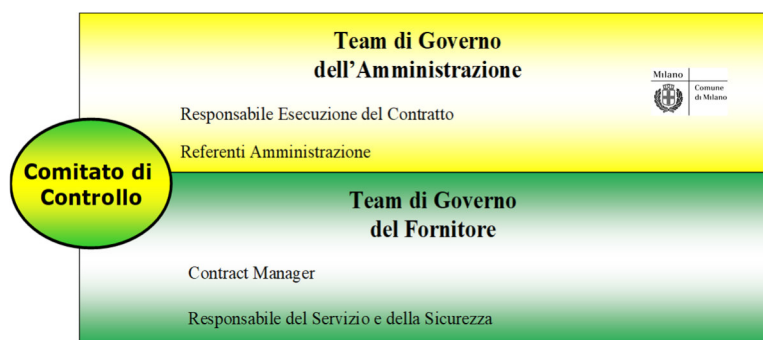 Team di Governo
dell’Amministrazione
Milano
Comune
di Milano
Responsabile Esecuzione del Contratto
Referenti Amministrazione
Comitato di
Controllo
Team di Governo
del Fornitore
Contract Manager
Responsabile del Servizio e della Sicurezza